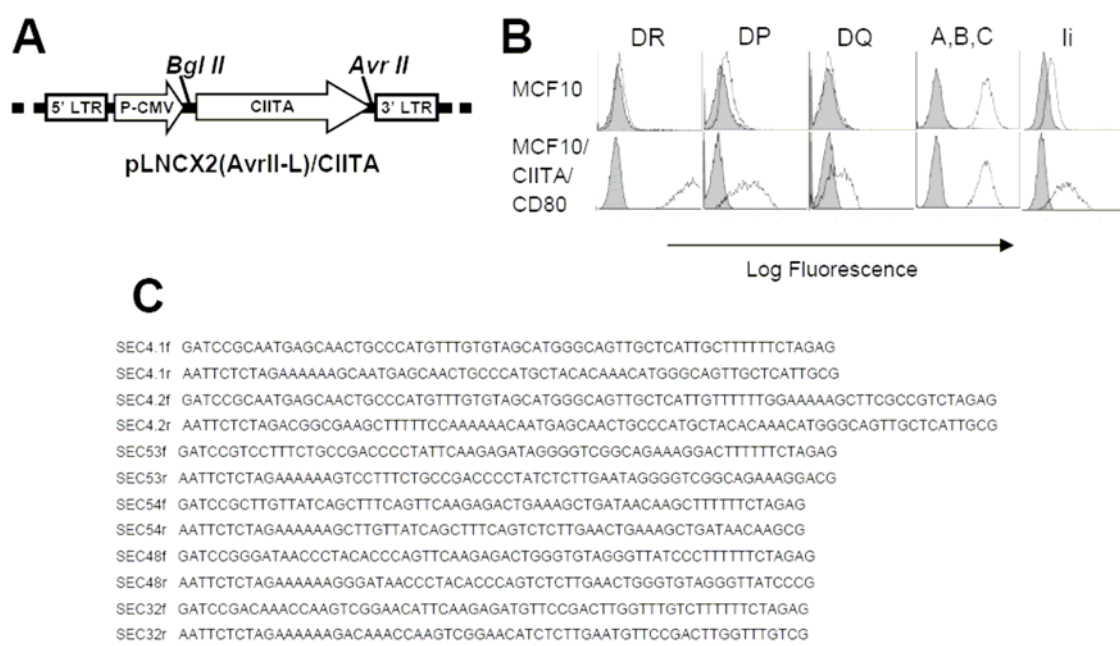 A
B
Bgl II
Avr II
5' LTR
P-CMV
CIITA
3' LTR
pLNCX2(AvrII-L)/CIITA
DR DP DQ A,B,C Ii
MCF10
MCF10/
CIITA/
CD80
Log Fluorescence
C
SEC4.1f GATCCGCAATGAGCAACTGCCCATGTTTGTGTAGCATGGGCAGTTGCTCATTGCTTTTTTCTAGAG
SEC4.1r AATTCTCTAGAAAAAAGCAATGAGCAACTGCCCATGCTACACAAACATGGGCAGTTGCTCATTGCG
SEC4.2f GATCCGCAATGAGCAACTGCCCATGTTTGTGTAGCATGGGCAGTTGCTCATTGTTTTTTGGAAAAAGCTTCGCCGTCTAGAG
SEC4.2r AATTCTCTAGACGGCGAAGCTTTTTCCAAAAAACAATGAGCAACTGCCCATGCTACACAAACATGGGCAGTTGCTCATTGCG
SEC53f GATCCGTCCTTTCTGCCGACCCCTATTCAAGAGATAGGGGTCGGCAGAAAGGACTTTTTTCTAGAG
SEC53r AATTCTCTAGAAAAAAGTCCTTTCTGCCGACCCCTATCTCTTGAATAGGGGTCGGCAGAAAGGACG
SEC54f GATCCGCTTGTTATCAGCTTTCAGTTCAAGAGACTGAAAGCTGATAACAAGCTTTTTTCTAGAG
SEC54r AATTCTCTAGAAAAAAGCTTGTTATCAGCTTTCAGTCTCTTGAACTGAAAGCTGATAACAAGCG
SEC48f GATCCGGGATAACCCTACACCCAGTTCAAGAGACTGGGTGTAGGGTTATCCCTTTTTTCTAGAG
SEC48r AATTCTCTAGAAAAAAGGGATAACCCTACACCCAGTCTCTTGAACTGGGTGTAGGGTTATCCCG
SEC32f GATCCGACAAACCAAGTCGGAACATTCAAGAGATGTTCCGACTTGGTTTGTCTTTTTTCTAGAG
SEC32r AATTCTCTAGAAAAAAGACAAACCAAGTCGGAACATCTCTTGAATGTTCCGACTTGGTTTGTCG